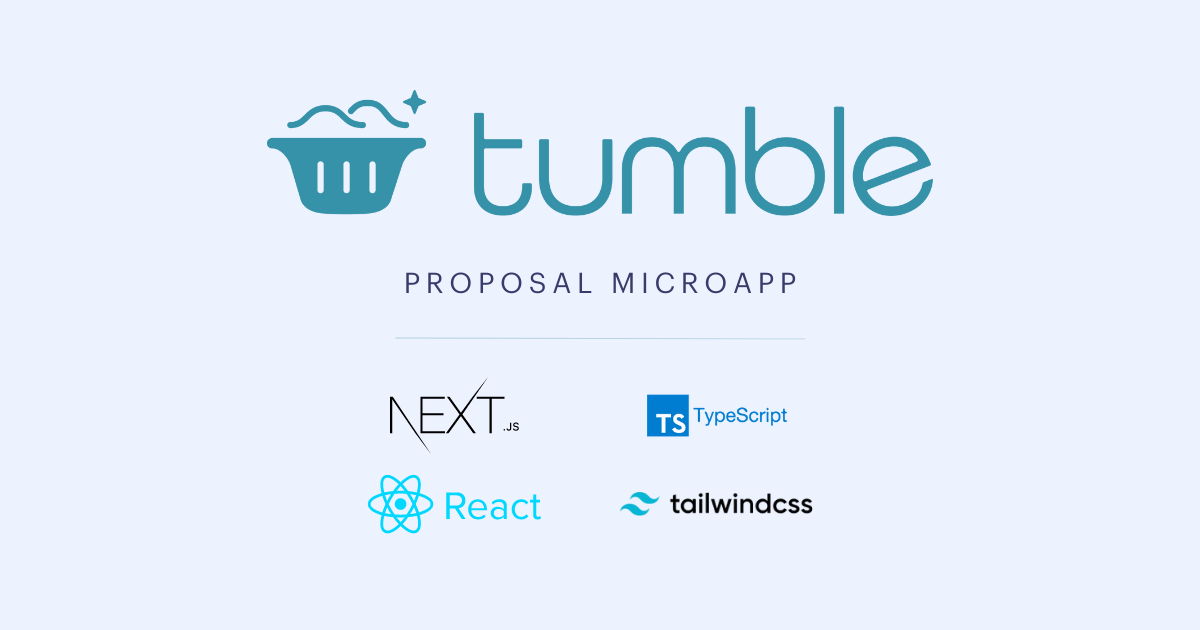 tumble
PROPOSAL MICROAPP
NEXT.JS
TS TypeScript
React
tailwindcss